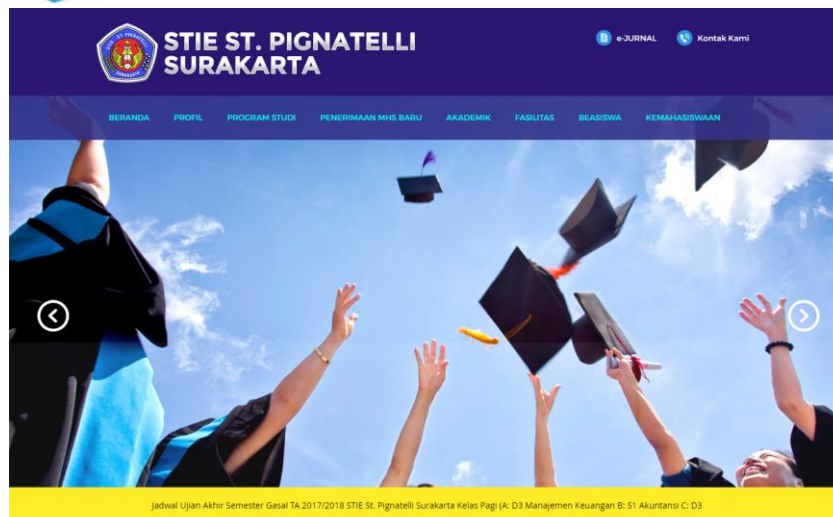 STIE ST. PIGNATELLI
SURAKARTA
e-JURNAL
Kontak Kami
BERANDA PROFIL PROGRAM STUDI PENERIMAAN MHS BARU AKADEMIK FASILITAS BEASISWA KEMAHASISWAAN
Jadwal Ujian Akhir Semester Gasal TA 2017/2018 STIE St. Pignatelli Surakarta Kelas Pagi (A: D3 Manajemen Keuangan B: S1 Akuntansi C: D3